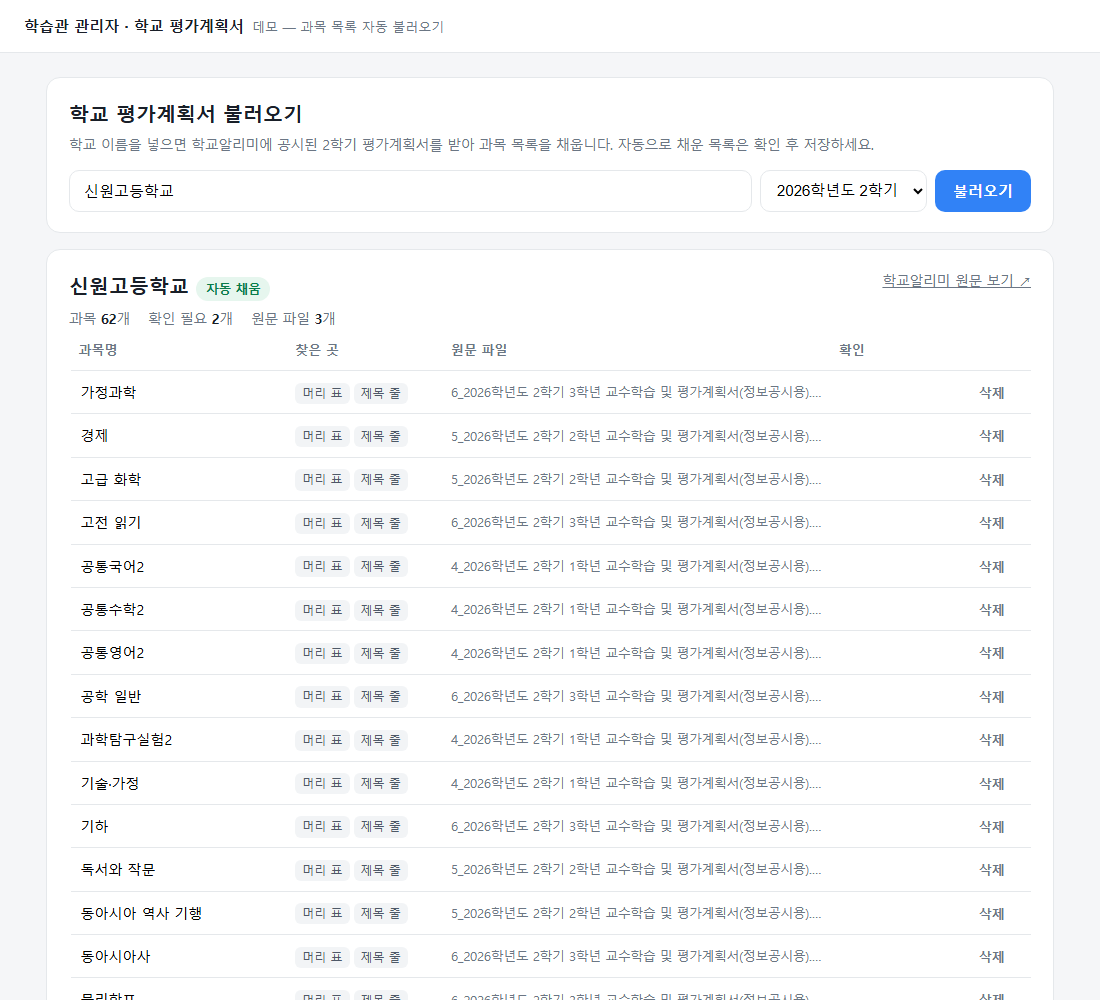 학습관 관리자 · 학교 평가계획서 데모 — 과목 목록 자동 불러오기
학교 평가계획서 불러오기
학교 이름을 넣으면 학교알리미에 공시된 2학기 평가계획서를 받아 과목 목록을 채웁니다. 자동으로 채운 목록은 확인 후 저장하세요.
신원고등학교 2026학년도 2학기 불러오기
신원고등학교 자동 채움 학교알리미 원문 보기 ↗
과목 62개 확인 필요 2개 원문 파일 3개
과목명 찾은 곳 원문 파일 확인
가정과학 머리 표 제목 줄 6_2026학년도 2학기 3학년 교수학습 및 평가계획서(정보공시용).... 삭제
경제 머리 표 제목 줄 5_2026학년도 2학기 2학년 교수학습 및 평가계획서(정보공시용).... 삭제
고급 화학 머리 표 제목 줄 5_2026학년도 2학기 2학년 교수학습 및 평가계획서(정보공시용).... 삭제
고전 읽기 머리 표 제목 줄 6_2026학년도 2학기 3학년 교수학습 및 평가계획서(정보공시용).... 삭제
공통국어2 머리 표 제목 줄 4_2026학년도 2학기 1학년 교수학습 및 평가계획서(정보공시용).... 삭제
공통수학2 머리 표 제목 줄 4_2026학년도 2학기 1학년 교수학습 및 평가계획서(정보공시용).... 삭제
공통영어2 머리 표 제목 줄 4_2026학년도 2학기 1학년 교수학습 및 평가계획서(정보공시용).... 삭제
공학 일반 머리 표 제목 줄 6_2026학년도 2학기 3학년 교수학습 및 평가계획서(정보공시용).... 삭제
과학탐구실험2 머리 표 제목 줄 4_2026학년도 2학기 1학년 교수학습 및 평가계획서(정보공시용).... 삭제
기술·가정 머리 표 제목 줄 4_2026학년도 2학기 1학년 교수학습 및 평가계획서(정보공시용).... 삭제
기하 머리 표 제목 줄 6_2026학년도 2학기 3학년 교수학습 및 평가계획서(정보공시용).... 삭제
독서와 작문 머리 표 제목 줄 5_2026학년도 2학기 2학년 교수학습 및 평가계획서(정보공시용).... 삭제
동아시아 역사 기행 머리 표 제목 줄 5_2026학년도 2학기 2학년 교수학습 및 평가계획서(정보공시용).... 삭제
동아시아사 머리 표 제목 줄 6_2026학년도 2학기 3학년 교수학습 및 평가계획서(정보공시용).... 삭제